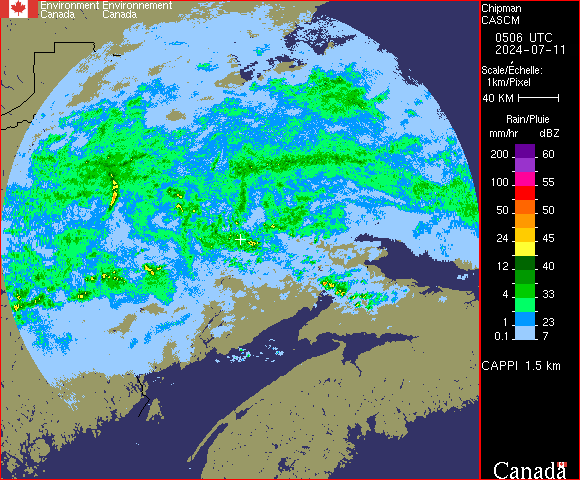 Environment Environnement
Canada Canada
Chipman
CASCM
0506 UTC
2024-07-11
Scale/Échelle:
1km/Pixel
40 KM
Rain/Pluie
mm/hr dBZ
200 60
100 55
50 50
24 45
12 40
4 33
1 23
0.1 7
CAPPI 1.5 km
Canada